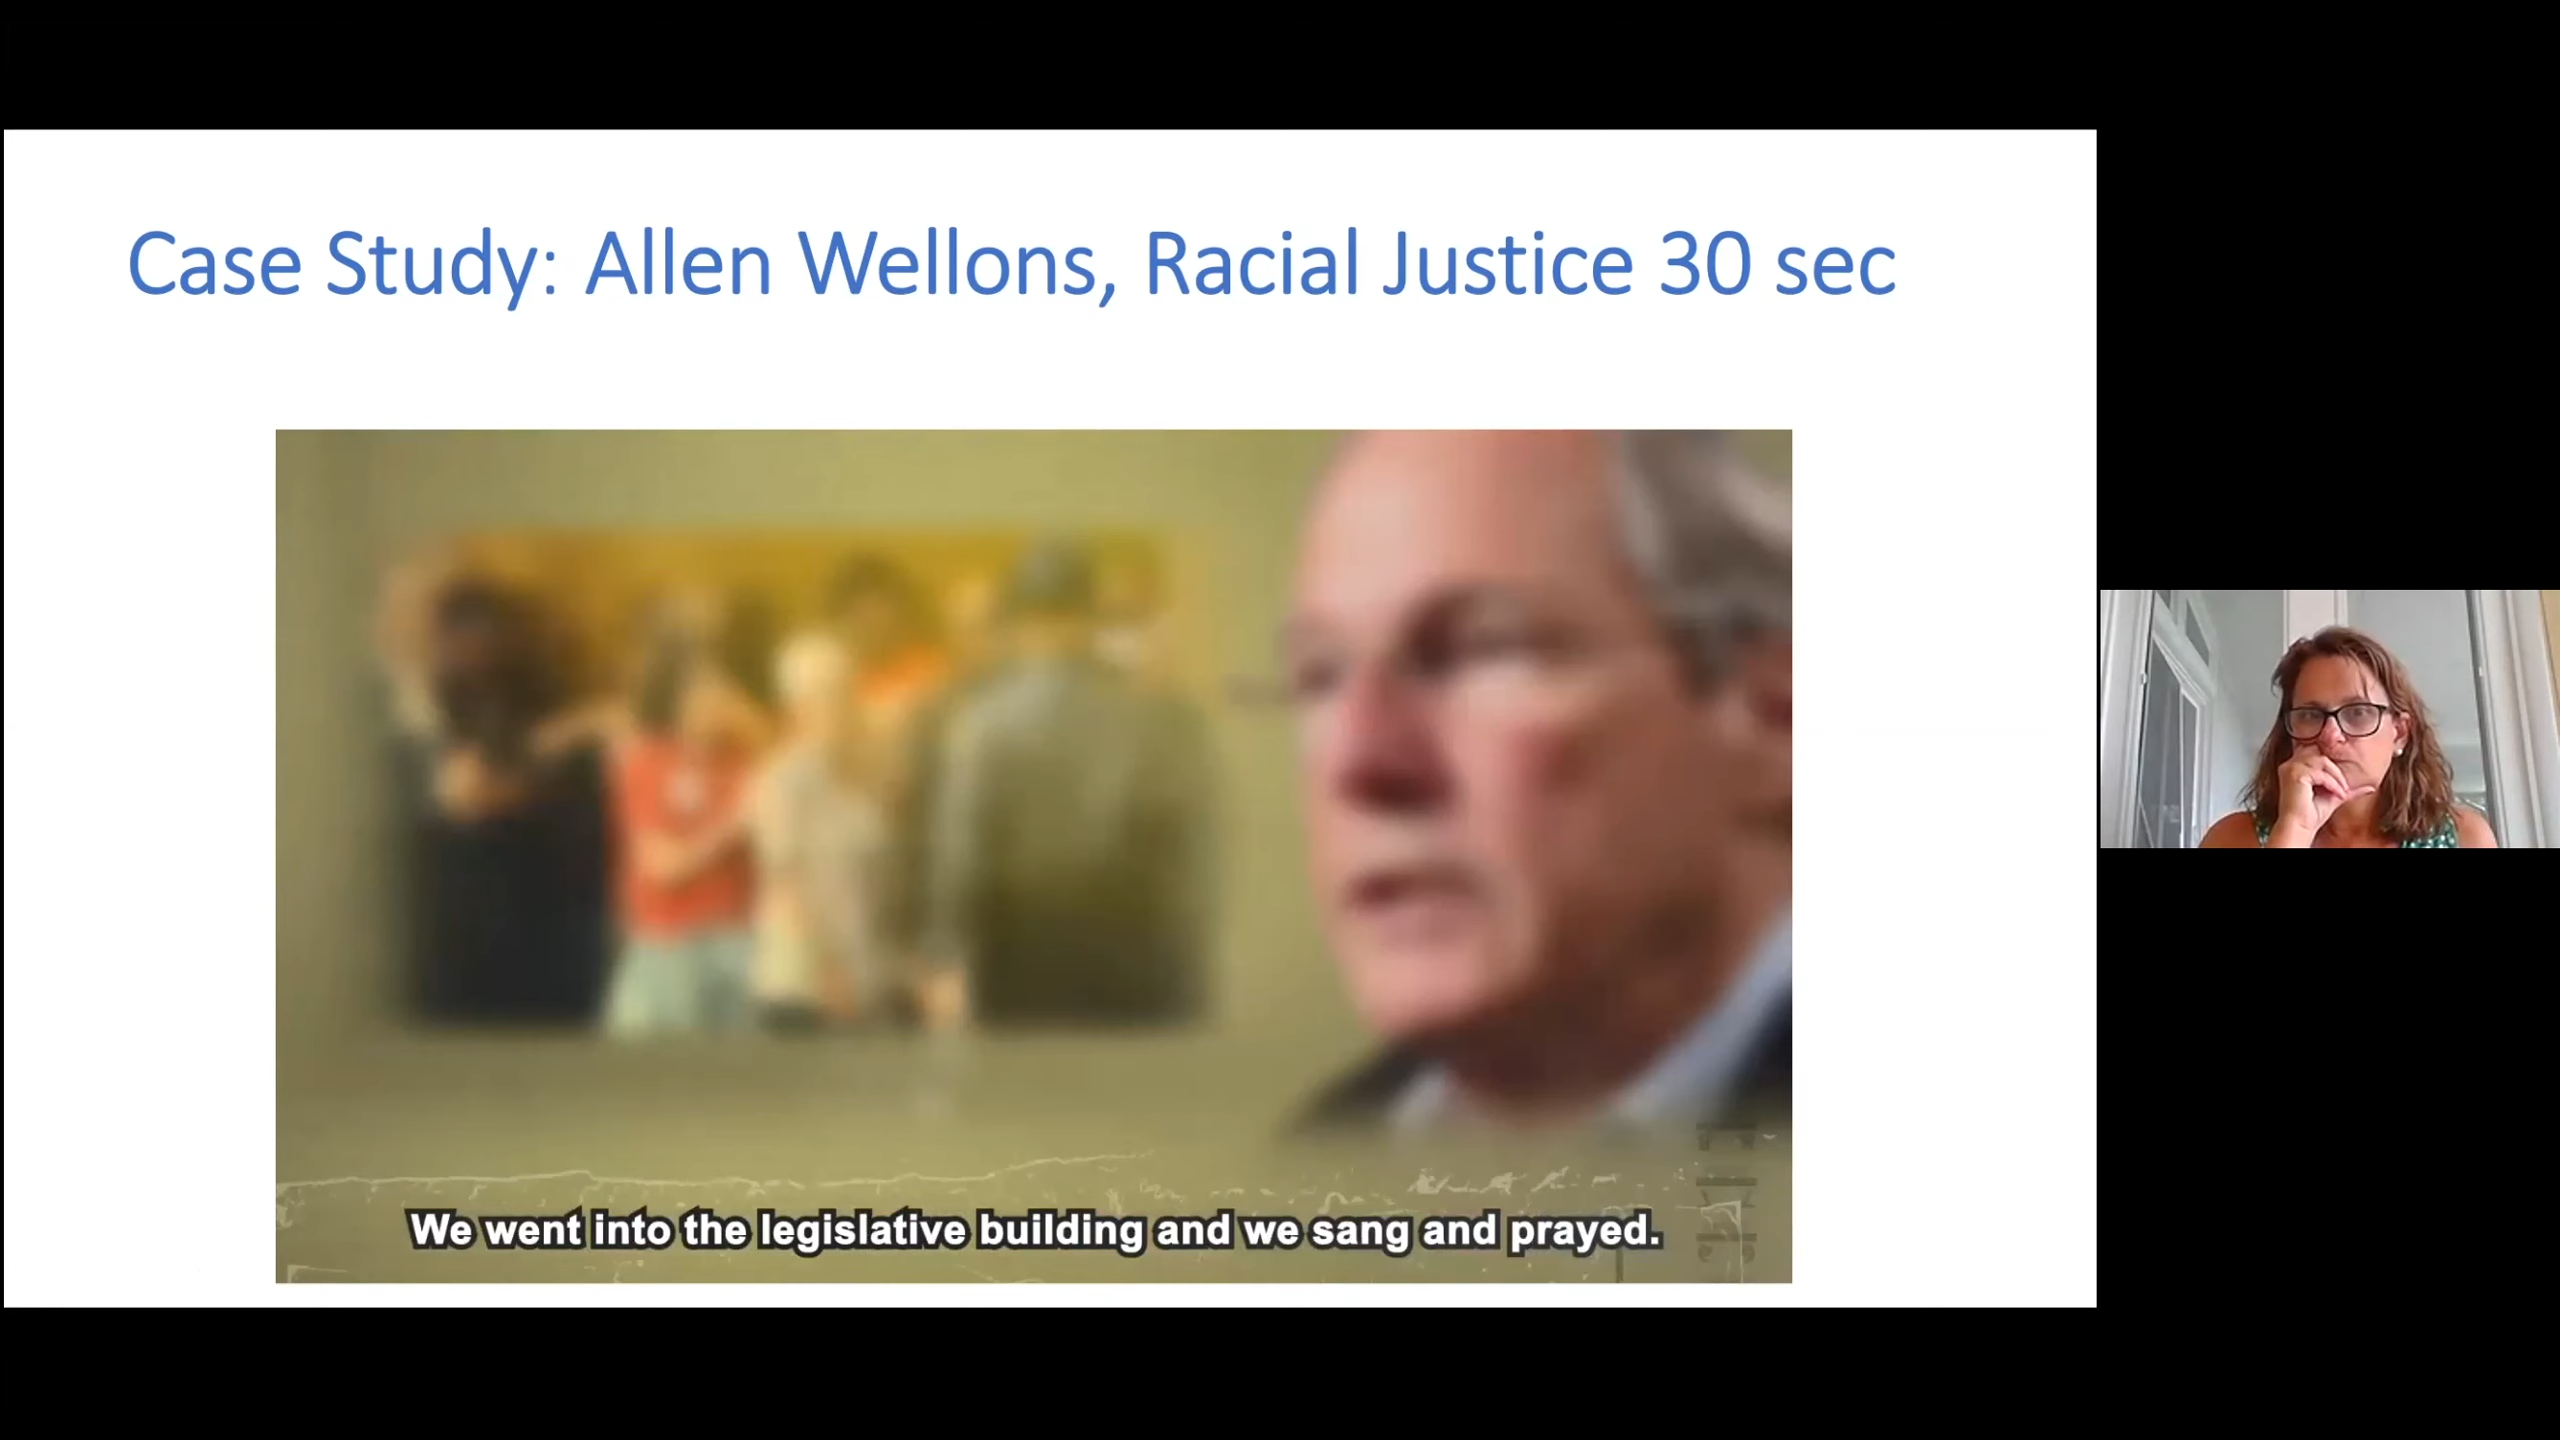 Case Study: Allen Wellons, Racial Justice 30 sec
We went into the legislative building and we sang and prayed.